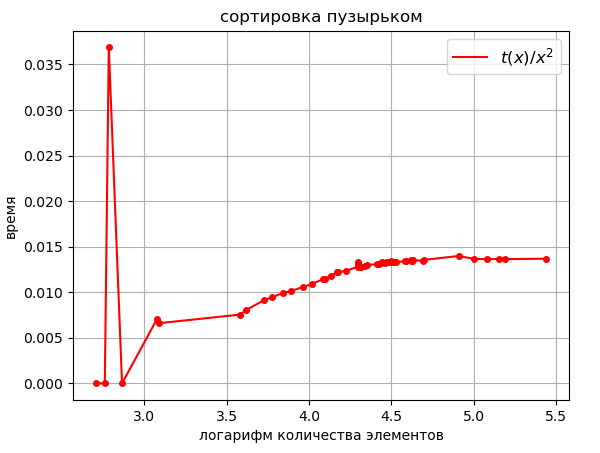 сортировка пузырьком
t(x)/x²
0.035
0.030
0.025
0.020
0.015
0.010
0.005
0.000
время
3.0 3.5 4.0 4.5 5.0 5.5
логарифм количества элементов